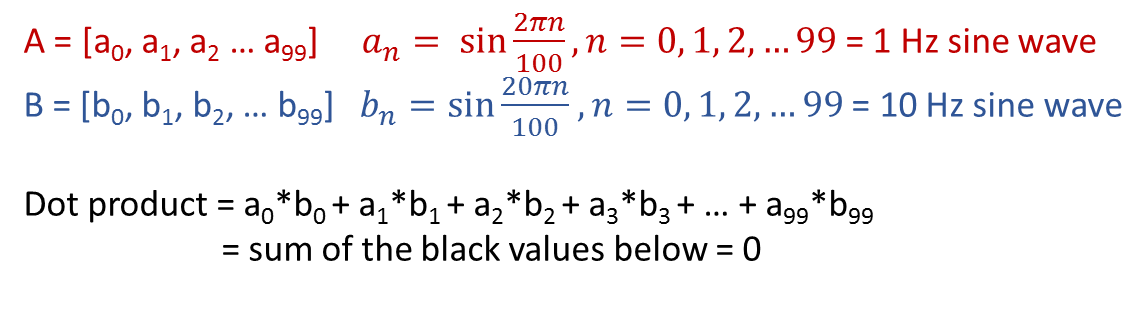 A = [a₀, a₁, a₂ ... a₉₉] aₙ = sin 2πn/100, n = 0, 1, 2, ... 99 = 1 Hz sine wave
B = [b₀, b₁, b₂, ... b₉₉] bₙ = sin 20πn/100, n = 0, 1, 2, ... 99 = 10 Hz sine wave
Dot product = a₀*b₀ + a₁*b₁ + a₂*b₂ + a₃*b₃ + ... + a₉₉*b₉₉
= sum of the black values below = 0